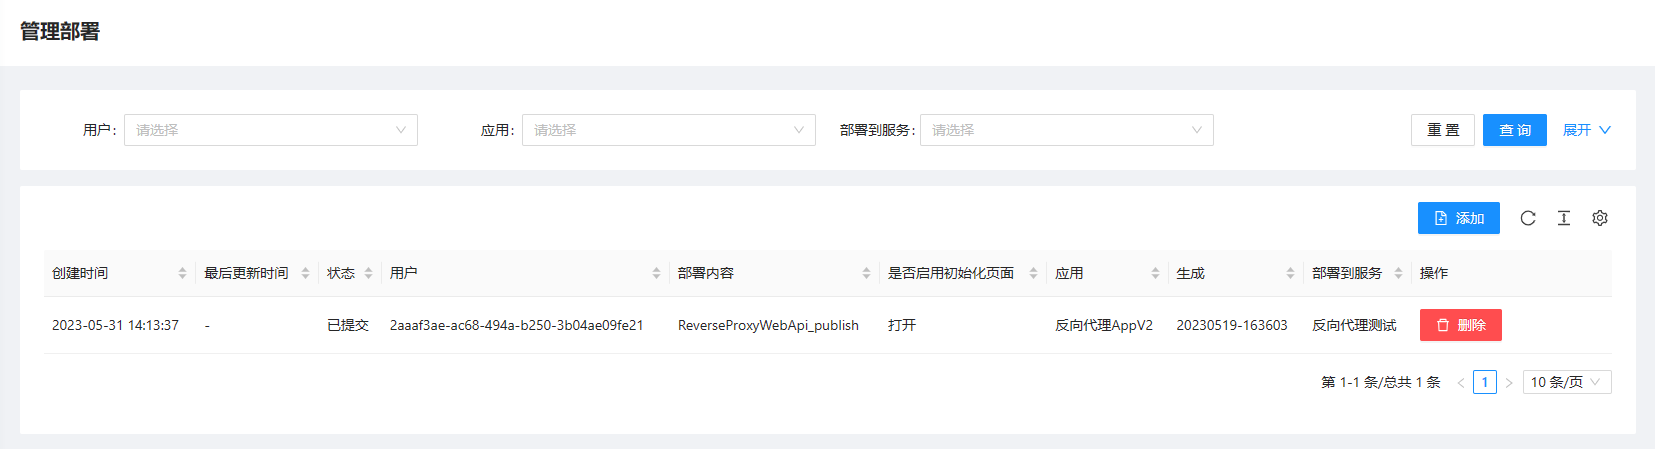 管理部署
用户: 请选择 应用: 请选择 部署到服务: 请选择 重 置 查 询 展开
添加
创建时间 最后更新时间 状态 用户 部署内容 是否启用初始化页面 应用 生成 部署到服务 操作
2023-05-31 14:13:37 - 已提交 2aaaf3ae-ac68-494a-b250-3b04ae09fe21 ReverseProxyWebApi_publish 打开 反向代理AppV2 20230519-163603 反向代理测试 删除
第 1-1 条/总共 1 条 < 1 > 10 条/页